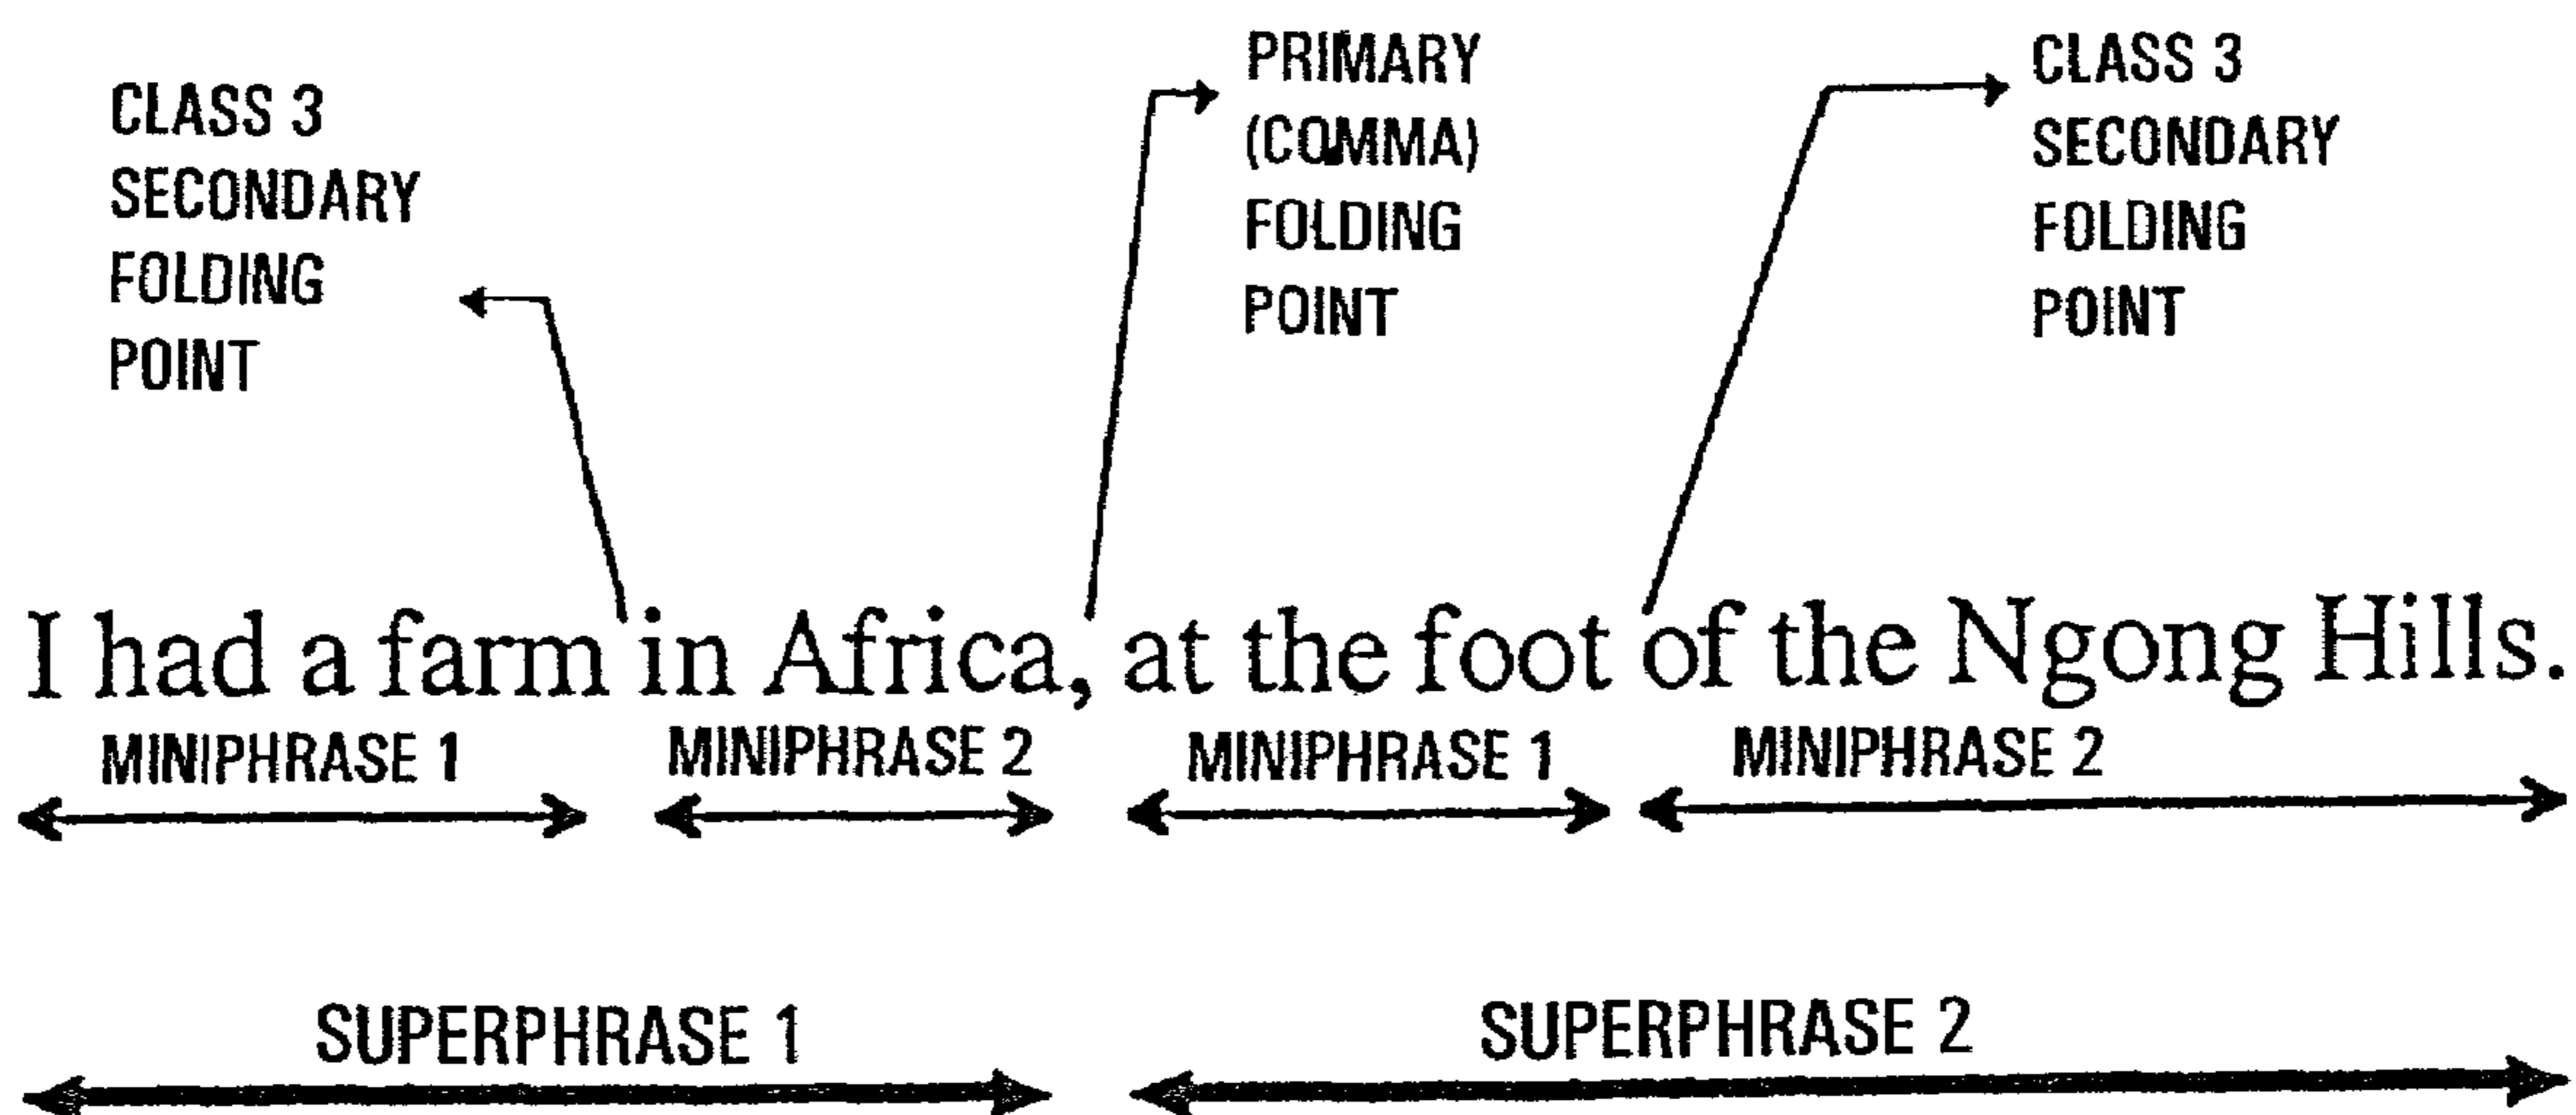 CLASS 3
SECONDARY
FOLDING
POINT
PRIMARY
(COMMA)
FOLDING
POINT
CLASS 3
SECONDARY
FOLDING
POINT
I had a farm in Africa, at the foot of the Ngong Hills.
MINIPHRASE 1 MINIPHRASE 2 MINIPHRASE 1 MINIPHRASE 2
SUPERPHRASE 1 SUPERPHRASE 2